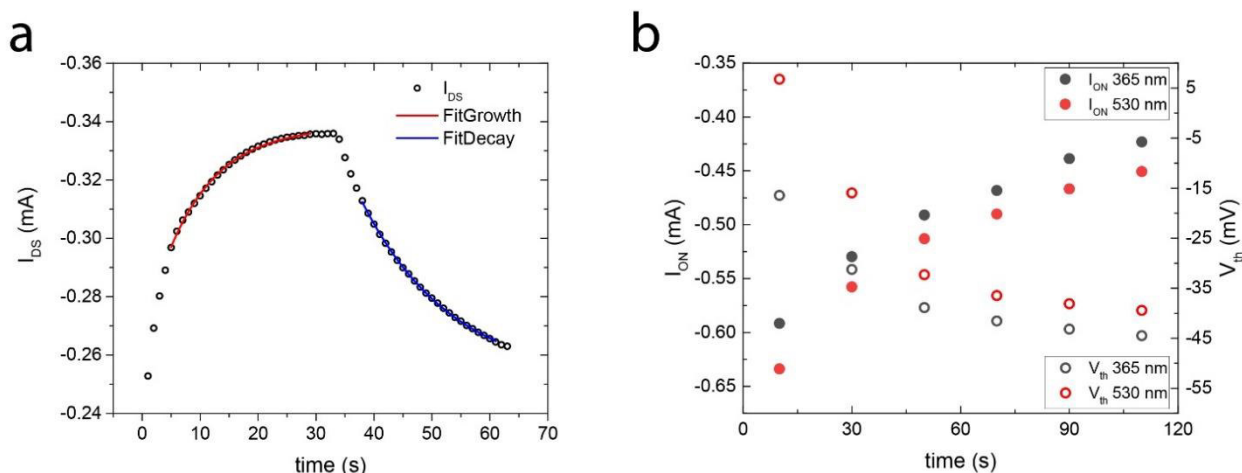 a
-0.36
-0.34
-0.32
-0.30
-0.28
-0.26
-0.24
I_DS (mA)
I_DS
FitGrowth
FitDecay
0 10 20 30 40 50 60 70
time (s)
b
-0.35
-0.40
-0.45
-0.50
-0.55
-0.60
-0.65
I_ON (mA)
I_ON 365 nm
I_ON 530 nm
V_th 365 nm
V_th 530 nm
5
-5
-15
-25
-35
-45
-55
V_th (mV)
0 30 60 90 120
time (s)